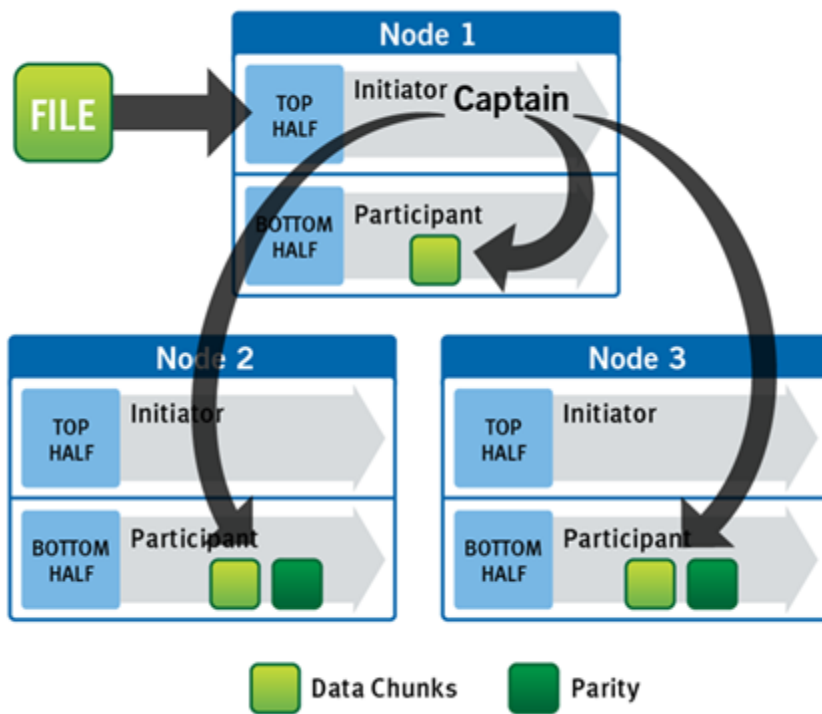 Node 1
FILE
TOP
HALF
Initiator
Captain
BOTTOM
HALF
Participant
Node 2
TOP
HALF
Initiator
BOTTOM
HALF
Participant
Node 3
TOP
HALF
Initiator
BOTTOM
HALF
Participant
Data Chunks
Parity